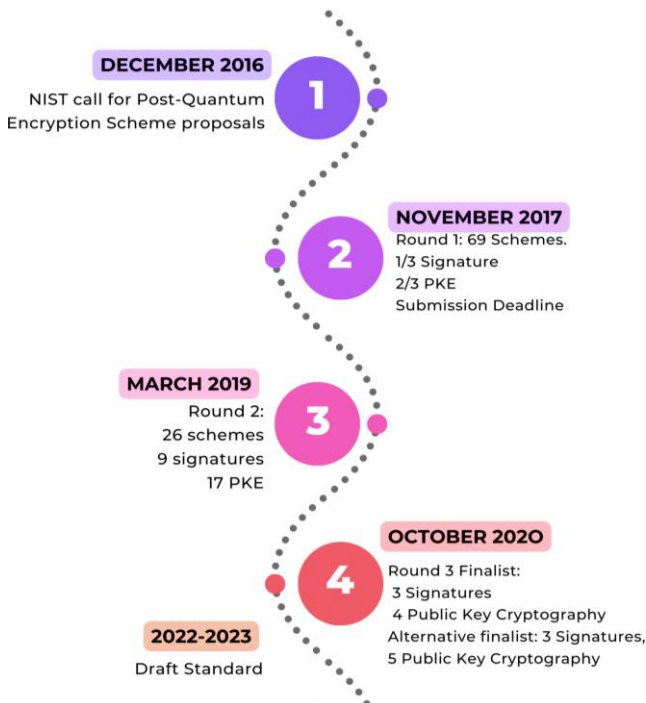 DECEMBER 2016
NIST call for Post-Quantum
Encryption Scheme proposals
1
NOVEMBER 2017
Round 1: 69 Schemes.
1/3 Signature
2/3 PKE
Submission Deadline
2
MARCH 2019
Round 2:
26 schemes
9 signatures
17 PKE
3
OCTOBER 2020
Round 3 Finalist:
3 Signatures
4 Public Key Cryptography
Alternative finalist: 3 Signatures,
5 Public Key Cryptography
4
2022-2023
Draft Standard